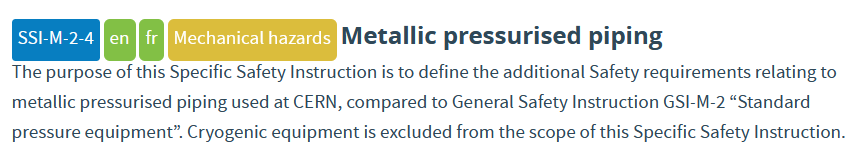 SSI-M-2-4 en fr Mechanical hazards Metallic pressurised piping
The purpose of this Specific Safety Instruction is to define the additional Safety requirements relating to
metallic pressurised piping used at CERN, compared to General Safety Instruction GSI-M-2 “Standard
pressure equipment”. Cryogenic equipment is excluded from the scope of this Specific Safety Instruction.